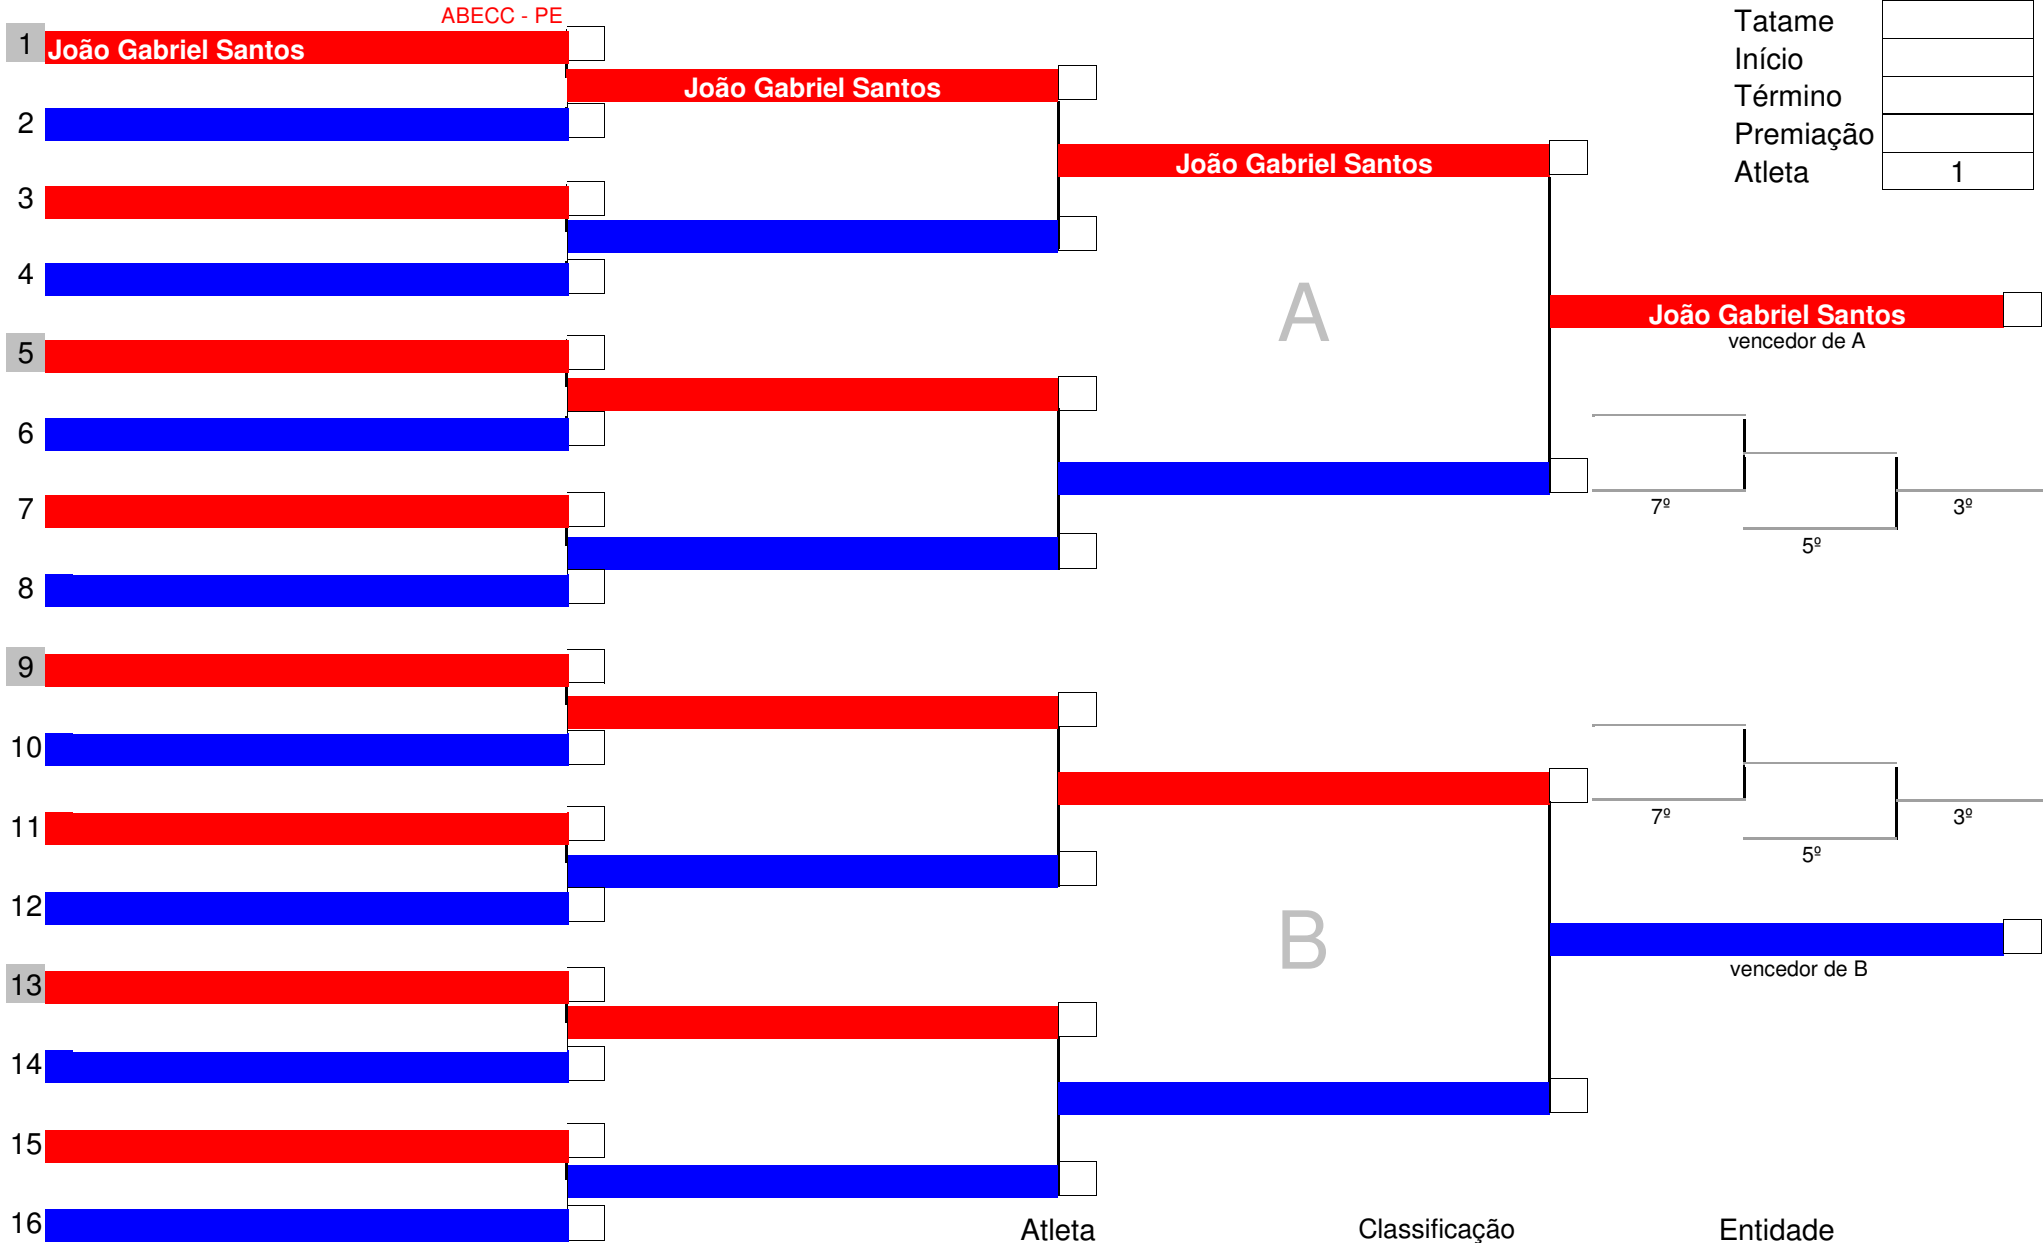 ABECC - PE
1 João Gabriel Santos
João Gabriel Santos
2
João Gabriel Santos
3
4
A
João Gabriel Santos
vencedor de A
5
6
7
8
7º
5º
3º
9
10
11
12
7º
5º
3º
B
vencedor de B
13
14
15
16
Tatame
Início
Término
Premiação
Atleta 1
Atleta Classificação Entidade